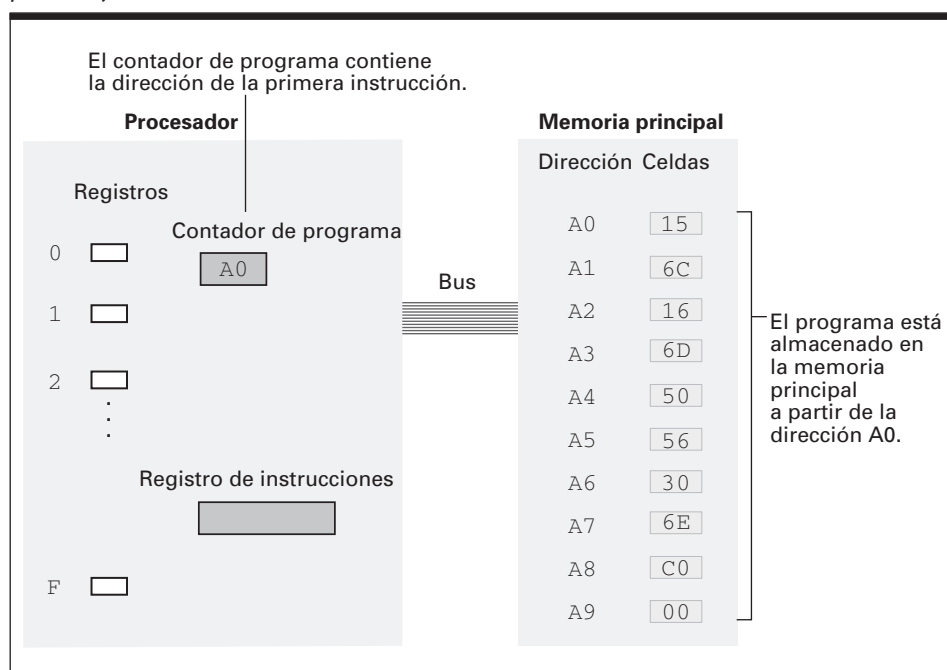 El contador de programa contiene
la dirección de la primera instrucción.
Procesador
Registros
Contador de programa
A0
0
1
2
.
.
.
Registro de instrucciones
F
Bus
Memoria principal
Dirección Celdas
A0 15
A1 6C
A2 16
A3 6D
A4 50
A5 56
A6 30
A7 6E
A8 C0
A9 00
El programa está
almacenado en
la memoria
principal
a partir de la
dirección A0.